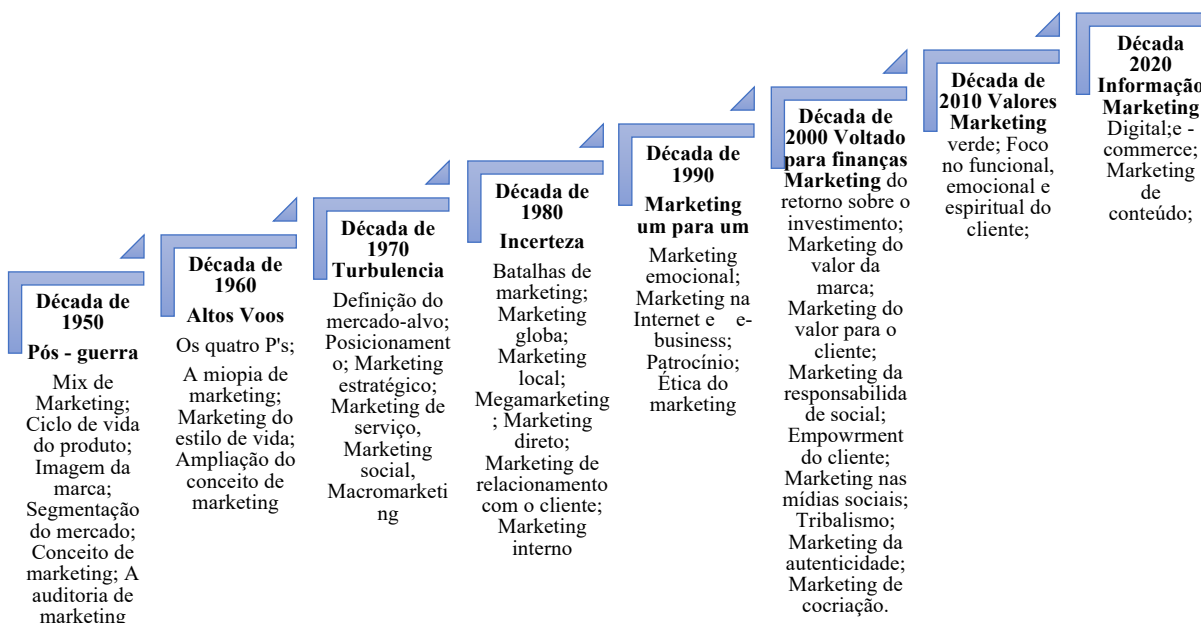 Década de
1950
Pós - guerra
Mix de
Marketing;
Ciclo de vida
do produto;
Imagem da
marca;
Segmentação
do mercado;
Conceito de
marketing; A
auditoria de
marketing
Década de
1960
Altos Voos
Os quatro P's;
A miopia de
marketing;
Marketing do
estilo de vida;
Ampliação do
conceito de
marketing
Década de
1970
Turbulencia
Definição do
mercado-alvo;
Posicionament
o; Marketing
estratégico;
Marketing de
serviço,
Marketing
social,
Macromarketi
ng
Década de
1980
Incerteza
Batalhas de
marketing;
Marketing
globa;
Marketing
local;
Megamarketing
; Marketing
direto;
Marketing de
relacionamento
com o cliente;
Marketing
interno
Década de
1990
Marketing
um para um
Marketing
emocional;
Marketing na
Internet e e-
business;
Patrocínio;
Ética do
marketing
Década de
2000 Voltado
para finanças
Marketing do
retorno sobre o
investimento;
Marketing do
valor da
marca;
Marketing do
valor para o
cliente;
Marketing da
responsabilida
de social;
Empowrment
do cliente;
Marketing nas
mídias sociais;
Tribalismo;
Marketing da
autenticidade;
Marketing de
cocriação.
Década de
2010 Valores
Marketing
verde; Foco
no funcional,
emocional e
espiritual do
cliente;
Década
2020
Informação
Marketing
Digital;e -
commerce;
Marketing
de
conteúdo;